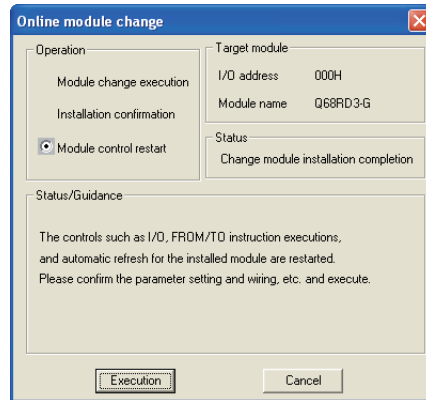 Online module change
Operation
Module change execution
Installation confirmation
Module control restart
Target module
I/O address 000H
Module name Q68RD3-G
Status
Change module installation completion
Status/Guidance
The controls such as I/O, FROM/TO instruction executions,
and automatic refresh for the installed module are restarted.
Please confirm the parameter setting and wiring, etc. and execute.
Execution
Cancel